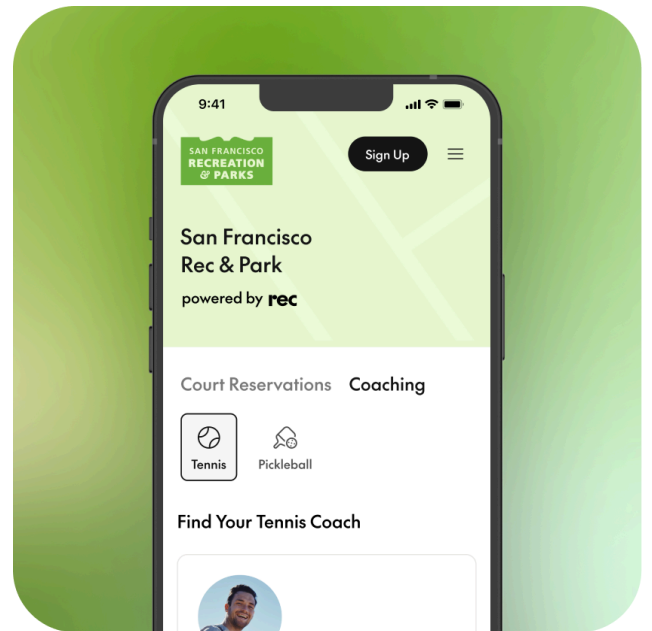 9:41
SAN FRANCISCO
RECREATION
& PARKS
Sign Up
San Francisco
Rec & Park
powered by rec
Court Reservations Coaching
Tennis Pickleball
Find Your Tennis Coach